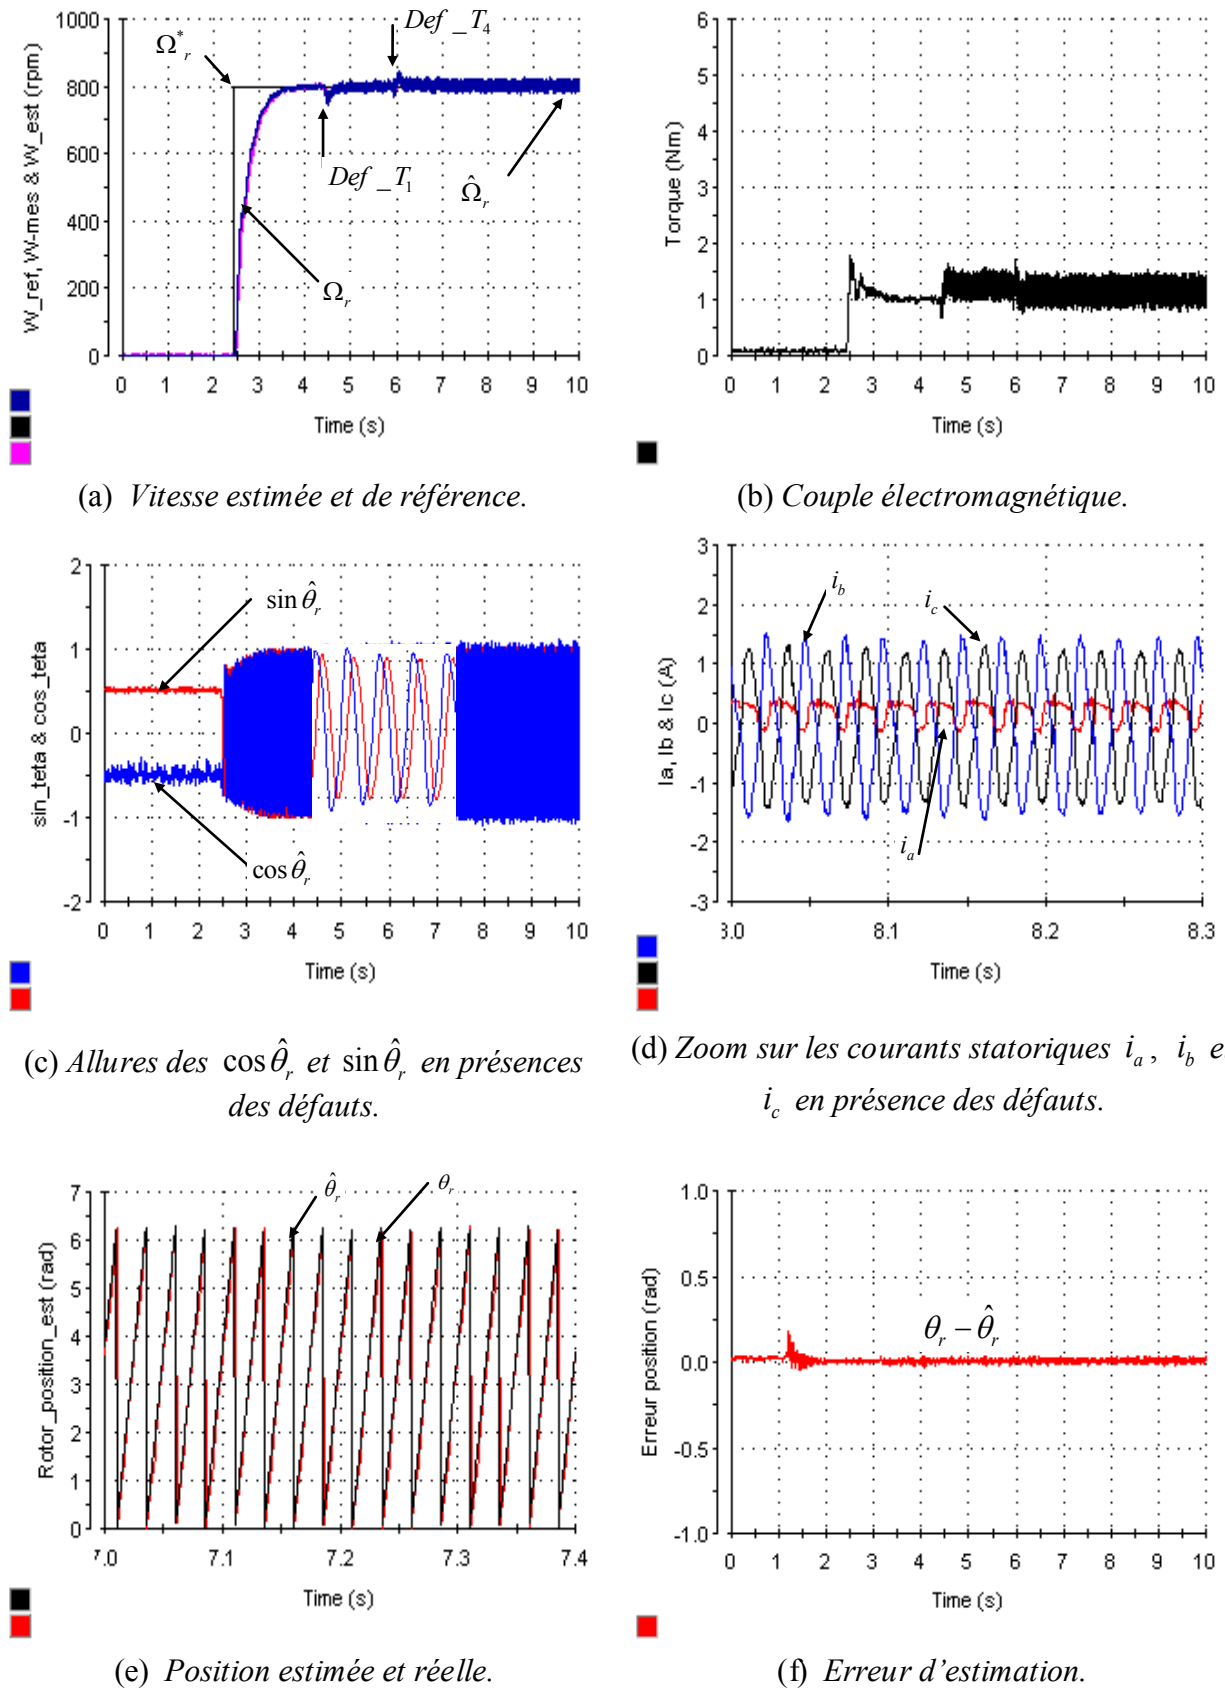 1000
800
600
400
200
0
W_ref, W-mes & W_est (rpm)
Ω*r
Def _T4
Def _T1
Ω̂r
Ωr
0 1 2 3 4 5 6 7 8 9 10
Time (s)
(a) Vitesse estimée et de référence.
6
5
4
3
2
1
0
Torque (Nm)
0 1 2 3 4 5 6 7 8 9 10
Time (s)
(b) Couple électromagnétique.
2
1
0
-1
-2
sin_teta & cos_teta
sin θ̂r
cos θ̂r
0 1 2 3 4 5 6 7 8 9 10
Time (s)
(c) Allures des cos θ̂r et sin θ̂r en présences
des défauts.
3
2
1
0
-1
-2
-3
Ia, Ib & Ic (A)
ib
ic
ia
8.0 8.1 8.2 8.3
Time (s)
(d) Zoom sur les courants statoriques ia, ib e
ic en présence des défauts.
7
6
5
4
3
2
1
0
Rotor_position_est (rad)
θ̂r
θr
7.0 7.1 7.2 7.3 7.4
Time (s)
(e) Position estimée et réelle.
1.0
0.5
0.0
-0.5
-1.0
Erreur position (rad)
θr − θ̂r
0 1 2 3 4 5 6 7 8 9 10
Time (s)
(f) Erreur d'estimation.